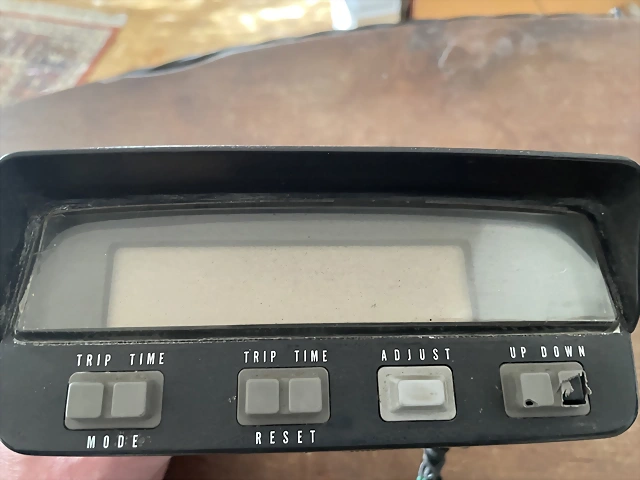 TRIP TIME TRIP TIME ADJUST UP DOWN
MODE RESET